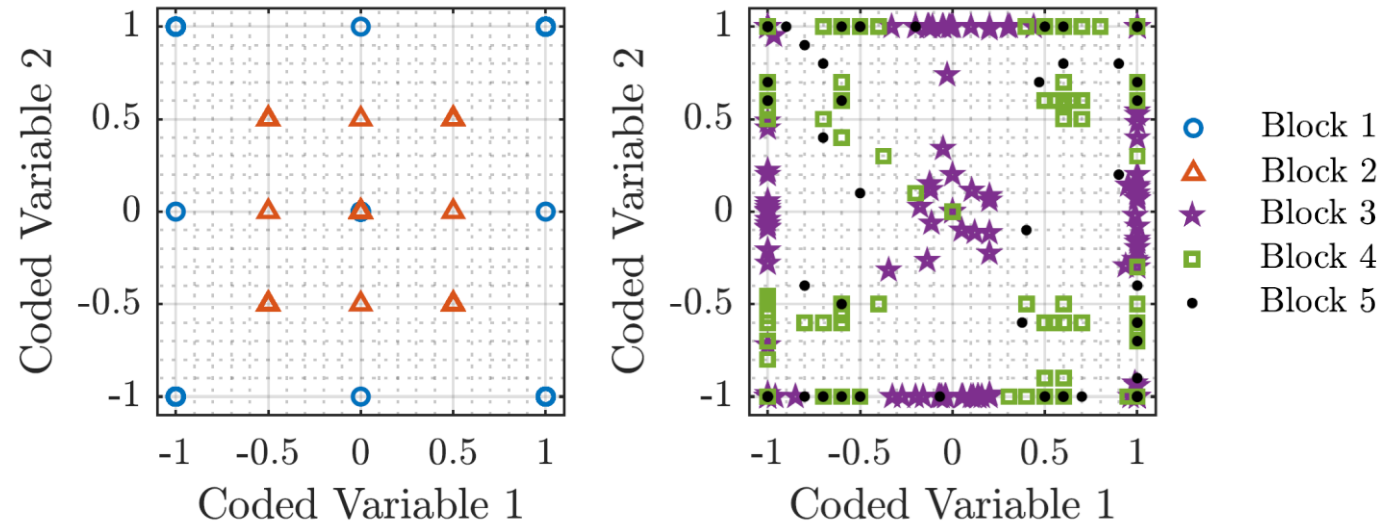 1
0.5
0
-0.5
-1
-1 -0.5 0 0.5 1
Coded Variable 1
Coded Variable 2
1
0.5
0
-0.5
-1
-1 -0.5 0 0.5 1
Coded Variable 1
Coded Variable 2
Block 1
Block 2
Block 3
Block 4
Block 5